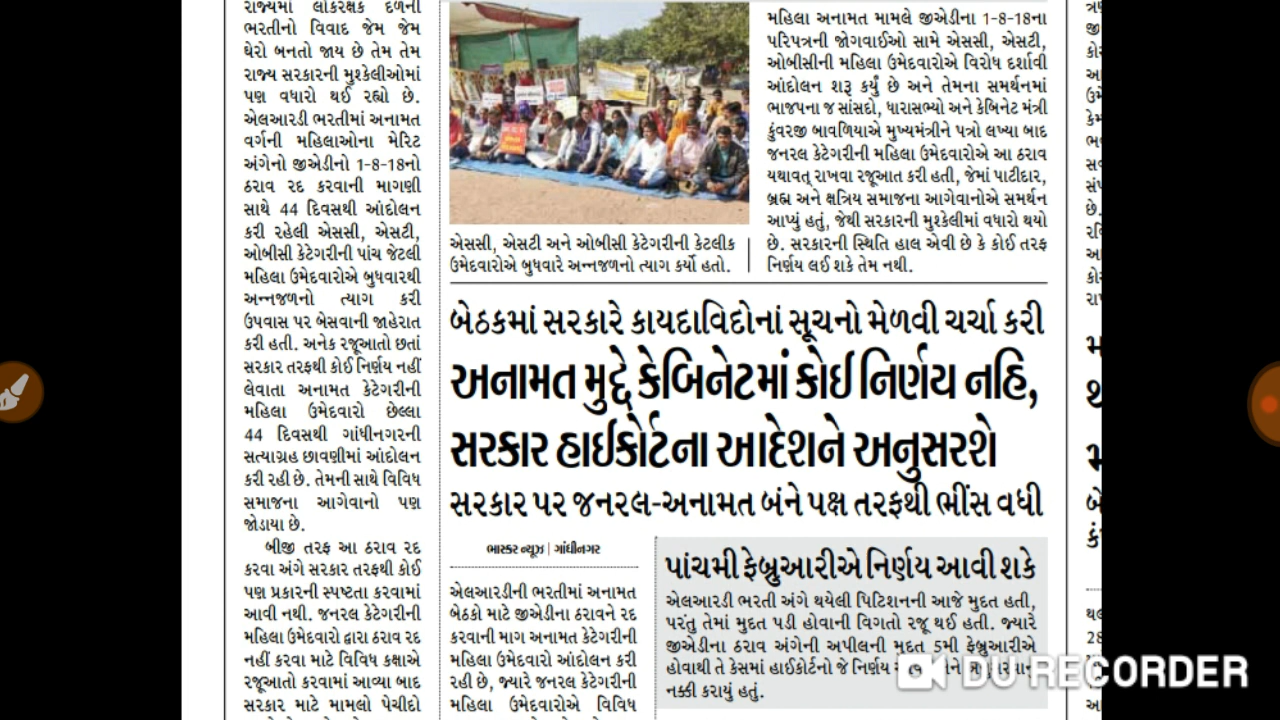 રાજ્યમાં લોકરક્ષક દળની
ભરતીનો વિવાદ જેમ જેમ
ઘેરો બનતો જાય છે તેમ તેમ
રાજ્ય સરકારની મુશ્કેલીઓમાં
પણ વધારો થઈ રહ્યો છે.
એલઆરડી ભરતીમાં અનામત
વર્ગની મહિલાઓના મેરિટ
અંગેનો જીએડીનો 1-8-18નો
ઠરાવ રદ કરવાની માગણી
સાથે 44 દિવસથી આંદોલન
કરી રહેલી એસસી, એસટી,
ઓબીસી કેટેગરીની પાંચ જેટલી
મહિલા ઉમેદવારોએ બુધવારથી
અન્નજળનો ત્યાગ કરી
ઉપવાસ પર બેસવાની જાહેરાત
કરી હતી. અનેક રજૂઆતો છતાં
સરકાર તરફથી કોઈ નિર્ણય નહીં
લેવાતા અનામત કેટેગરીની
મહિલા ઉમેદવારો છેલ્લા
44 દિવસથી ગાંધીનગરની
સત્યાગ્રહ છાવણીમાં આંદોલન
કરી રહી છે. તેમની સાથે વિવિધ
સમાજના આગેવાનો પણ
જોડાયા છે.
બીજી તરફ આ ઠરાવ રદ
કરવા અંગે સરકાર તરફથી કોઈ
પણ પ્રકારની સ્પષ્ટતા કરવામાં
આવી નથી. જનરલ કેટેગરીની
મહિલા ઉમેદવારો દ્વારા ઠરાવ રદ
નહીં કરવા માટે વિવિધ કક્ષાએ
રજૂઆતો કરવામાં આવ્યા બાદ
સરકાર માટે મામલો પેચીદો
એસસી, એસટી અને ઓબીસી કેટેગરીની કેટલીક
ઉમેદવારોએ બુધવારે અન્નજળનો ત્યાગ કર્યો હતો.
મહિલા અનામત મામલે જીએડીના 1-8-18ના
પરિપત્રની જોગવાઈઓ સામે એસસી, એસટી,
ઓબીસીની મહિલા ઉમેદવારોએ વિરોધ દર્શાવી
આંદોલન શરૂ કર્યું છે અને તેમના સમર્થનમાં
ભાજપના જ સાંસદો, ધારાસભ્યો અને કેબિનેટ મંત્રી
કુંવરજી બાવળિયાએ મુખ્યમંત્રીને પત્રો લખ્યા બાદ
જનરલ કેટેગરીની મહિલા ઉમેદવારોએ આ ઠરાવ
યથાવત્ રાખવા રજૂઆત કરી હતી, જેમાં પાટીદાર,
બ્રહ્મ અને ક્ષત્રિય સમાજના આગેવાનોએ સમર્થન
આપ્યું હતું, જેથી સરકારની મુશ્કેલીમાં વધારો થયો
છે. સરકારની સ્થિતિ હાલ એવી છે કે કોઈ તરફ
નિર્ણય લઈ શકે તેમ નથી.
બેઠકમાં સરકારે કાયદાવિદોનાં સૂચનો મેળવી ચર્ચા કરી
અનામત મુદ્દે કેબિનેટમાં કોઈ નિર્ણય નહિ,
સરકાર હાઈકોર્ટના આદેશને અનુસરશે
સરકાર પર જનરલ-અનામત બંને પક્ષ તરફથી ભીંસ વધી
ભાસ્કર ન્યૂઝ | ગાંધીનગર
એલઆરડીની ભરતીમાં અનામત
બેઠકો માટે જીએડીના ઠરાવને રદ
કરવાની માગ અનામત કેટેગરીની
મહિલા ઉમેદવારો આંદોલન કરી
રહી છે, જ્યારે જનરલ કેટેગરીની
મહિલા ઉમેદવારોએ વિવિધ
પાંચમી ફેબ્રુઆરીએ નિર્ણય આવી શકે
એલઆરડી ભરતી અંગે થયેલી પિટિશનની આજે મુદત હતી,
પરંતુ તેમાં મુદત પડી હોવાની વિગતો રજૂ થઈ હતી. જ્યારે
જીએડીના ઠરાવ અંગેની અપીલની મુદત 5મી ફેબ્રુઆરીએ
હોવાથી તે કેસમાં હાઈકોર્ટનો જે નિર્ણય
નક્કી કરાયું હતું.
DU RECORDER